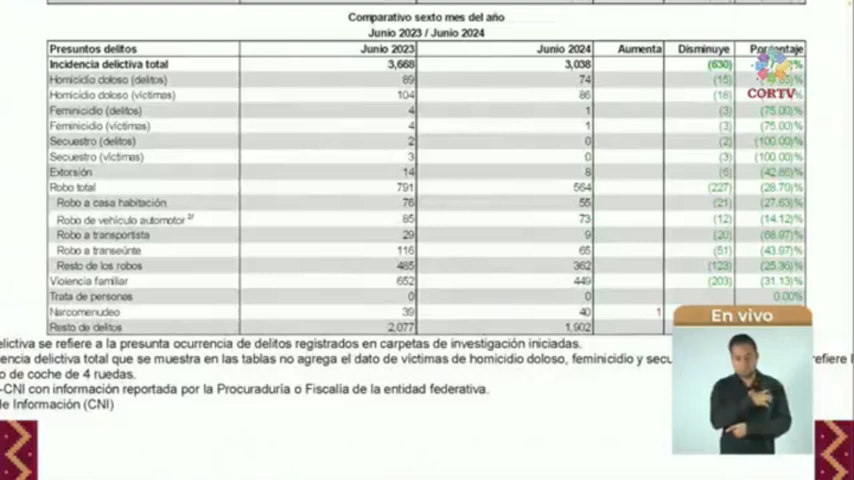 Comparativo sexto mes del año
Junio 2023 / Junio 2024
Presuntos delitos Junio 2023 Junio 2024 Aumenta Disminuye Porcentaje
Incidencia delictiva total 3,668 3,038 (630)
Homicidio doloso (delitos) 89 74 (15)
Homicidio doloso (víctimas) 104 86 (18)
CORTV
Feminicidio (delitos) 4 1 (3) (75.00)%
Feminicidio (víctimas) 4 1 (3) (75.00)%
Secuestro (delitos) 2 0 (2) (100.00)%
Secuestro (víctimas) 3 0 (3) (100.00)%
Extorsión 14 8 (6) (42.86)%
Robo total 791 564 (227) (28.70)%
Robo a casa habitación 76 55 (21) (27.63)%
Robo de vehículo automotor 2/ 85 73 (12) (14.12)%
Robo a transportista 29 9 (20) (68.97)%
Robo a transeúnte 116 65 (51) (43.97)%
Resto de los robos 485 362 (123) (25.36)%
Violencia familiar 652 449 (203) (31.13)%
Trata de personas 0 0 0.00%
Narcomenudeo 39 40 1
Resto de delitos 2,077 1,902
En vivo
elictiva se refiere a la presunta ocurrencia de delitos registrados en carpetas de investigación iniciadas.
encia delictiva total que se muestra en las tablas no agrega el dato de víctimas de homicidio doloso, feminicidio y secu refiere l
o de coche de 4 ruedas.
-CNI con información reportada por la Procuraduría o Fiscalía de la entidad federativa.
de Información (CNI)